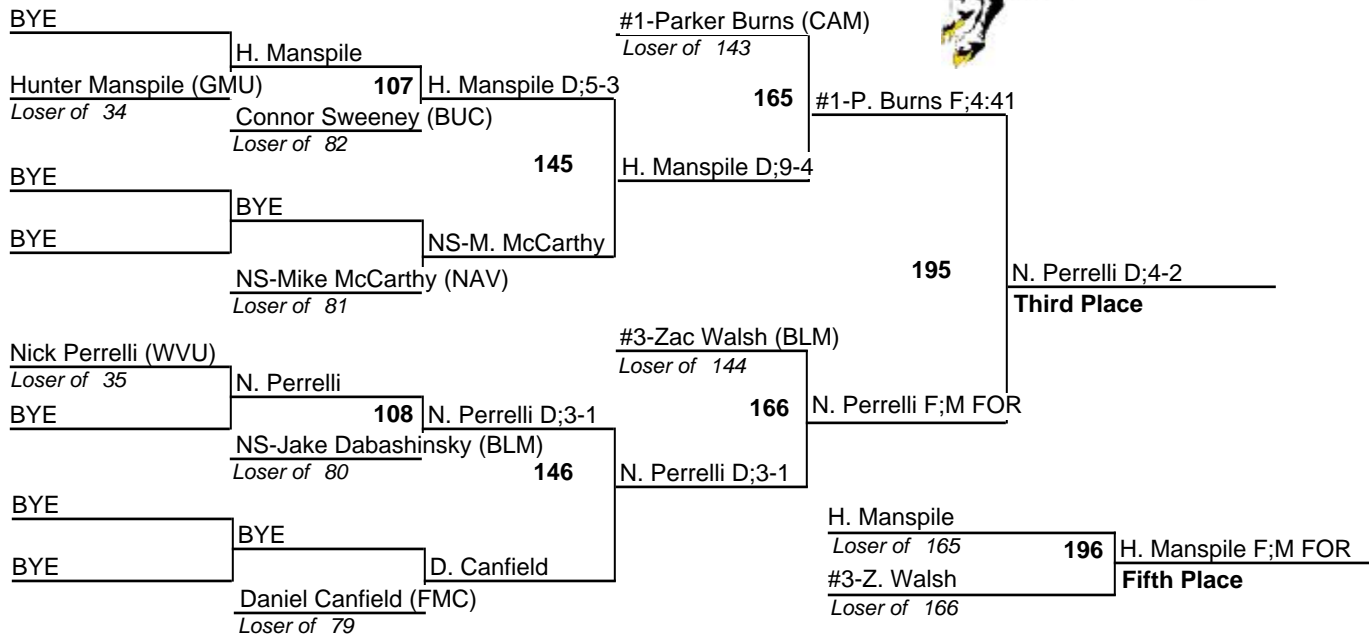 BYE
H. Manspile
Hunter Manspile (GMU)
Loser of 34
107
H. Manspile D;5-3
Connor Sweeney (BUC)
Loser of 82
145
BYE
BYE
BYE
NS-M. McCarthy
NS-Mike McCarthy (NAV)
Loser of 81
#1-Parker Burns (CAM)
Loser of 143
165
#1-P. Burns F;4:41
H. Manspile D;9-4
195
N. Perrelli D;4-2
Third Place
Nick Perrelli (WVU)
Loser of 35
N. Perrelli
BYE
108
N. Perrelli D;3-1
NS-Jake Dabashinsky (BLM)
Loser of 80
146
BYE
BYE
BYE
D. Canfield
Daniel Canfield (FMC)
Loser of 79
#3-Zac Walsh (BLM)
Loser of 144
166
N. Perrelli F;M FOR
N. Perrelli D;3-1
H. Manspile
Loser of 165
196
H. Manspile F;M FOR
#3-Z. Walsh
Fifth Place
Loser of 166